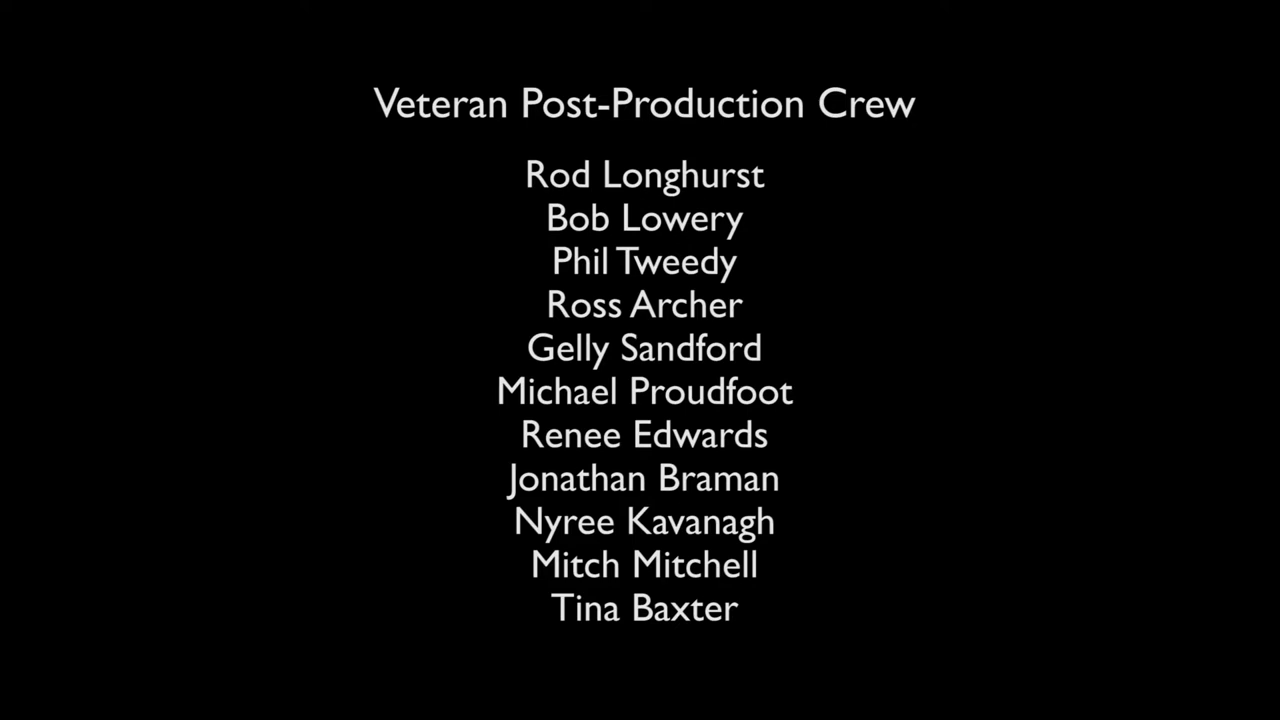 Veteran Post-Production Crew
Rod Longhurst
Bob Lowery
Phil Tweedy
Ross Archer
Gelly Sandford
Michael Proudfoot
Renee Edwards
Jonathan Braman
Nyree Kavanagh
Mitch Mitchell
Tina Baxter